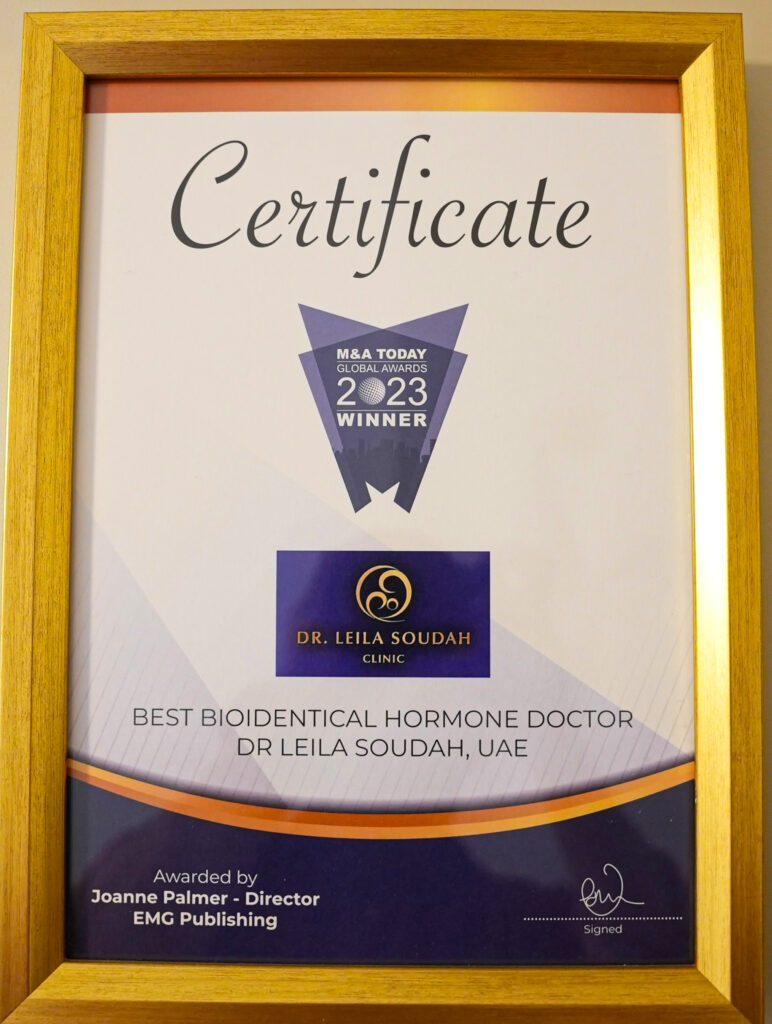 Certificate
M&A TODAY
GLOBAL AWARDS
2023
WINNER
DR. LEILA SOUDAH
CLINIC
BEST BIOIDENTICAL HORMONE DOCTOR
DR LEILA SOUDAH, UAE
Awarded by
Joanne Palmer - Director
EMG Publishing
Signed